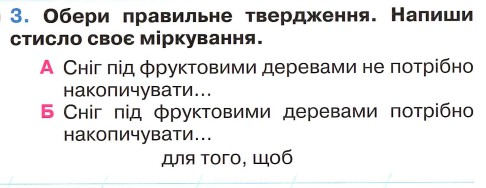 3. Обери правильне твердження. Напиши
стисло своє міркування.
А Сніг під фруктовими деревами не потрібно
накопичувати...
Б Сніг під фруктовими деревами потрібно
накопичувати...
для того, щоб